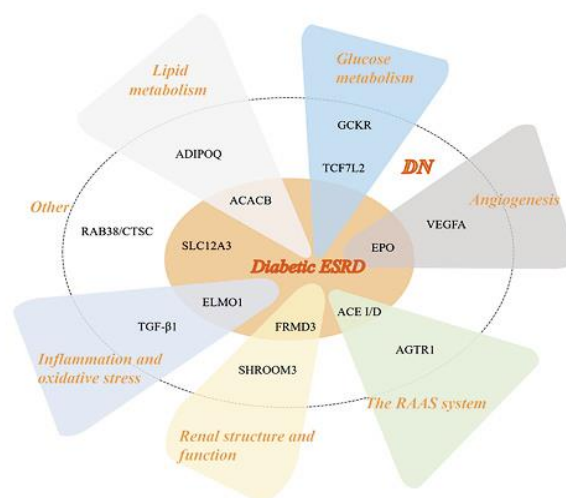 Glucose
metabolism
Lipid
metabolism
GCKR
ADIPOQ
TCF7L2
DN
ACACB
Angiogenesis
Other
RAB38/CTSC
VEGFA
SLC12A3
EPO
Diabetic ESRD
ELMO1
ACE I/D
TGF-β1
FRMD3
AGTR1
Inflammation and
oxidative stress
SHROOM3
The RAAS system
Renal structure and
function